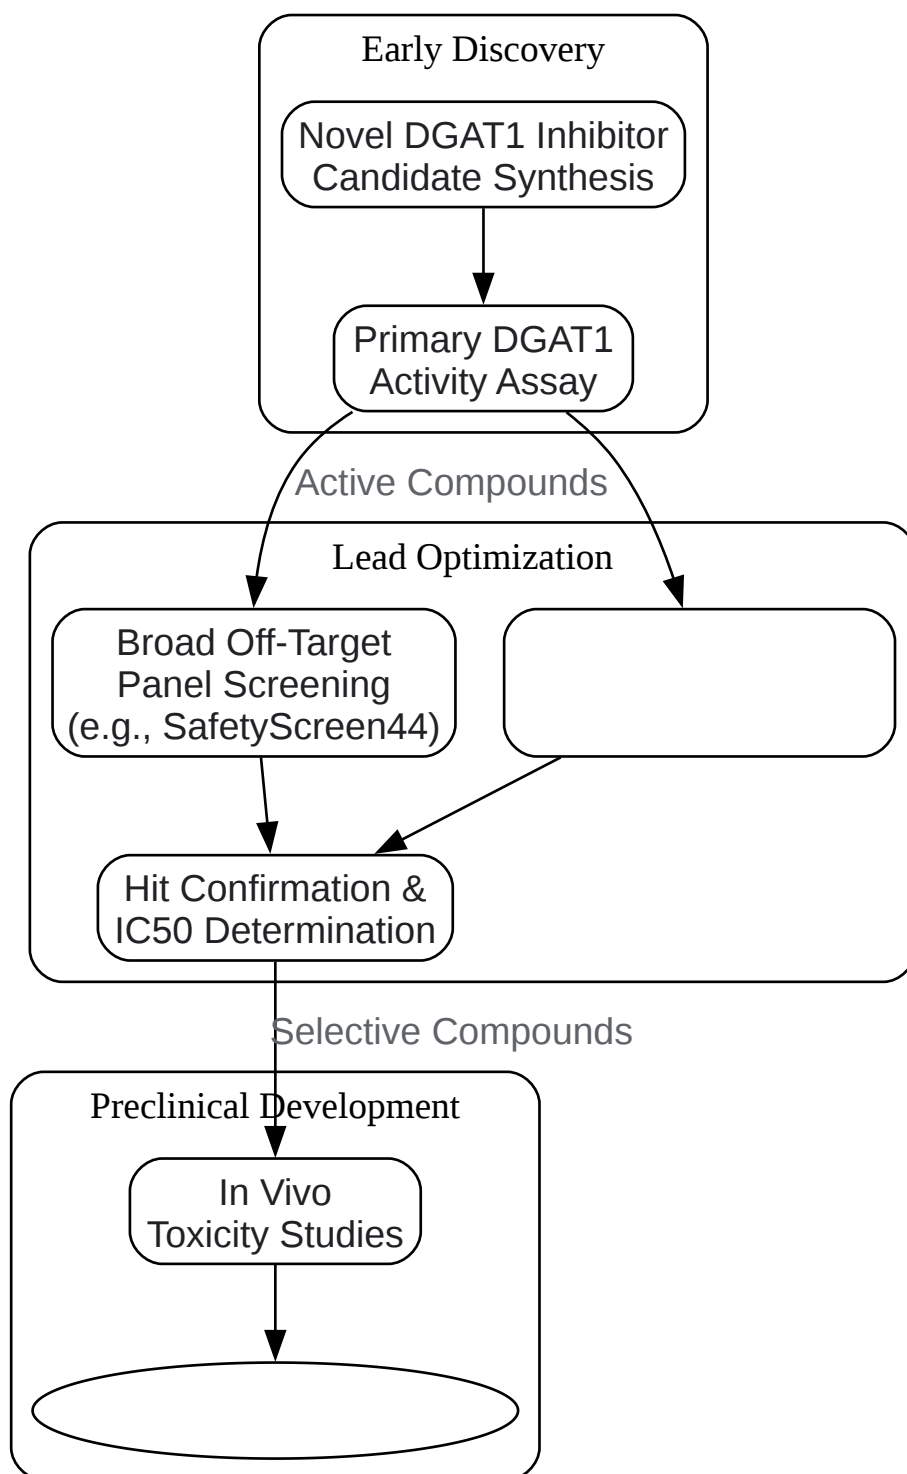 Early Discovery
Novel DGAT1 Inhibitor
Candidate Synthesis
Primary DGAT1
Activity Assay
Active Compounds
Lead Optimization
Broad Off-Target
Panel Screening
(e.g., SafetyScreen44)
Hit Confirmation &
IC50 Determination
Selective Compounds
Preclinical Development
In Vivo
Toxicity Studies